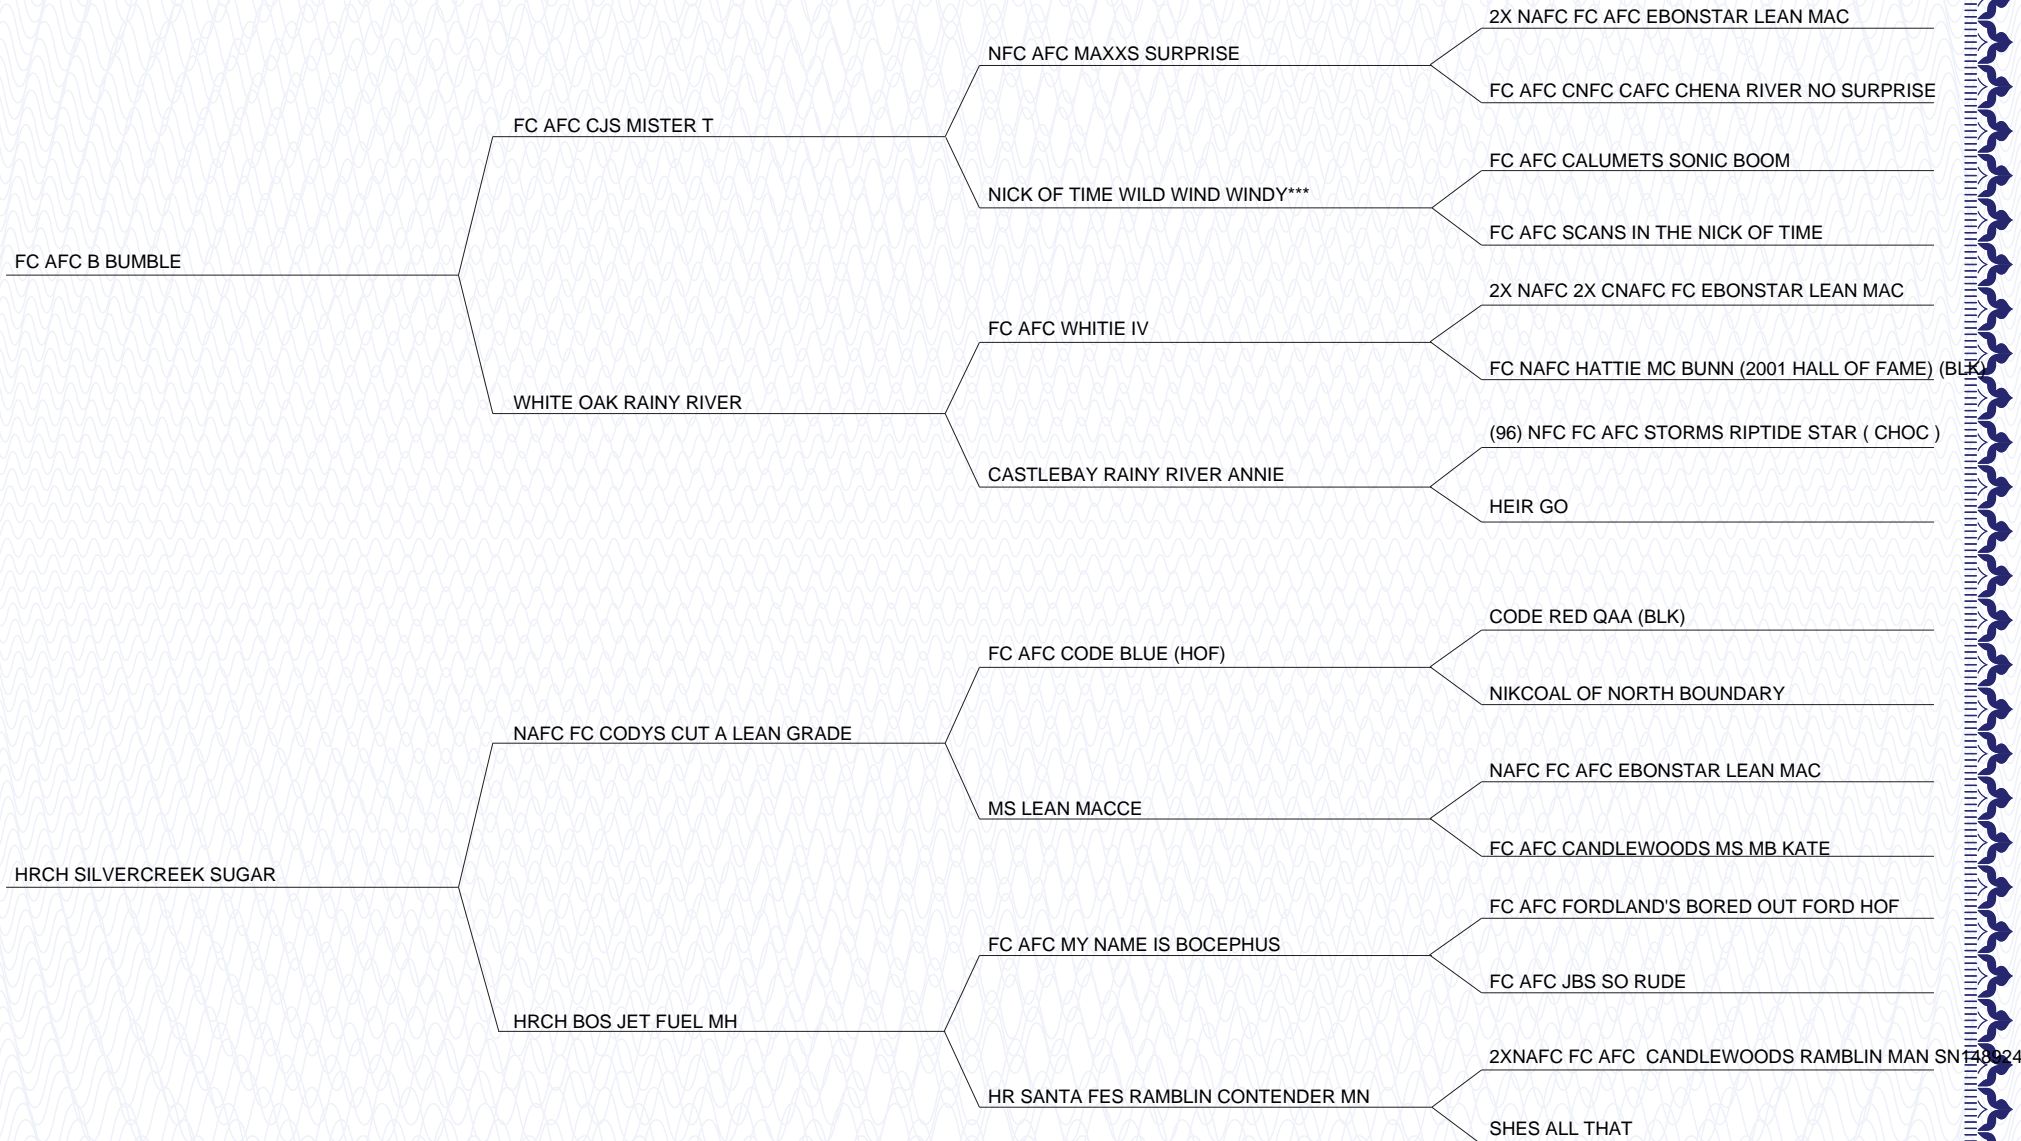 2X NAFC FC AFC EBONSTAR LEAN MAC
NFC AFC MAXXS SURPRISE
FC AFC CNFC CAFC CHENA RIVER NO SURPRISE
FC AFC CJS MISTER T
FC AFC CALUMETS SONIC BOOM
NICK OF TIME WILD WIND WINDY***
FC AFC SCANS IN THE NICK OF TIME
FC AFC B BUMBLE
2X NAFC 2X CNAFC FC EBONSTAR LEAN MAC
FC AFC WHITIE IV
FC NAFC HATTIE MC BUNN (2001 HALL OF FAME) (BLK)
WHITE OAK RAINY RIVER
(96) NFC FC AFC STORMS RIPTIDE STAR ( CHOC )
CASTLEBAY RAINY RIVER ANNIE
HEIR GO
CODE RED QAA (BLK)
FC AFC CODE BLUE (HOF)
NIKCOAL OF NORTH BOUNDARY
NAFC FC CODYS CUT A LEAN GRADE
NAFC FC AFC EBONSTAR LEAN MAC
MS LEAN MACCE
FC AFC CANDLEWOODS MS MB KATE
HRCH SILVERCREEK SUGAR
FC AFC FORDLAND'S BORED OUT FORD HOF
FC AFC MY NAME IS BOCEPHUS
FC AFC JBS SO RUDE
HRCH BOS JET FUEL MH
2XNAFC FC AFC  CANDLEWOODS RAMBLIN MAN SN148924
HR SANTA FES RAMBLIN CONTENDER MN
SHES ALL THAT